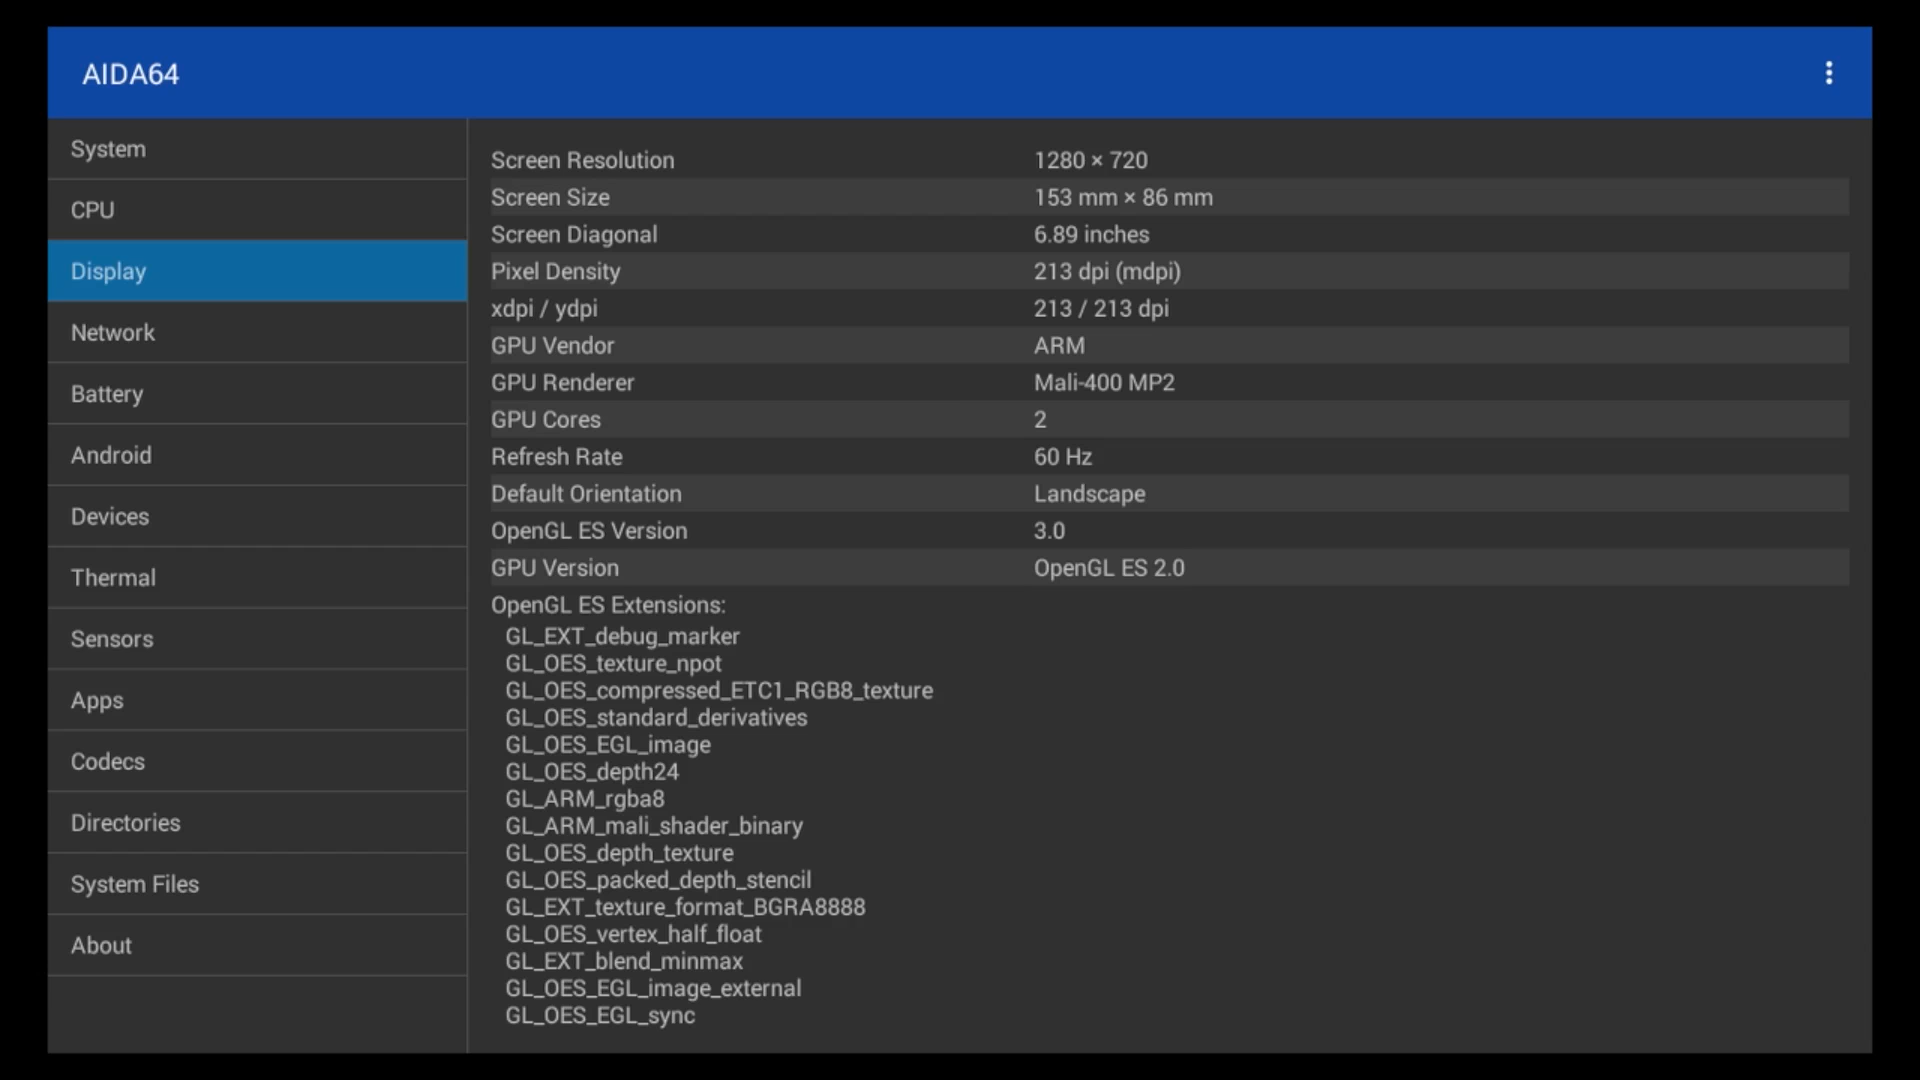 AIDA64
System
CPU
Display
Network
Battery
Android
Devices
Thermal
Sensors
Apps
Codecs
Directories
System Files
About
Screen Resolution 1280 × 720
Screen Size 153 mm × 86 mm
Screen Diagonal 6.89 inches
Pixel Density 213 dpi (mdpi)
xdpi / ydpi 213 / 213 dpi
GPU Vendor ARM
GPU Renderer Mali-400 MP2
GPU Cores 2
Refresh Rate 60 Hz
Default Orientation Landscape
OpenGL ES Version 3.0
GPU Version OpenGL ES 2.0
OpenGL ES Extensions:
GL_EXT_debug_marker
GL_OES_texture_npot
GL_OES_compressed_ETC1_RGB8_texture
GL_OES_standard_derivatives
GL_OES_EGL_image
GL_OES_depth24
GL_ARM_rgba8
GL_ARM_mali_shader_binary
GL_OES_depth_texture
GL_OES_packed_depth_stencil
GL_EXT_texture_format_BGRA8888
GL_OES_vertex_half_float
GL_EXT_blend_minmax
GL_OES_EGL_image_external
GL_OES_EGL_sync